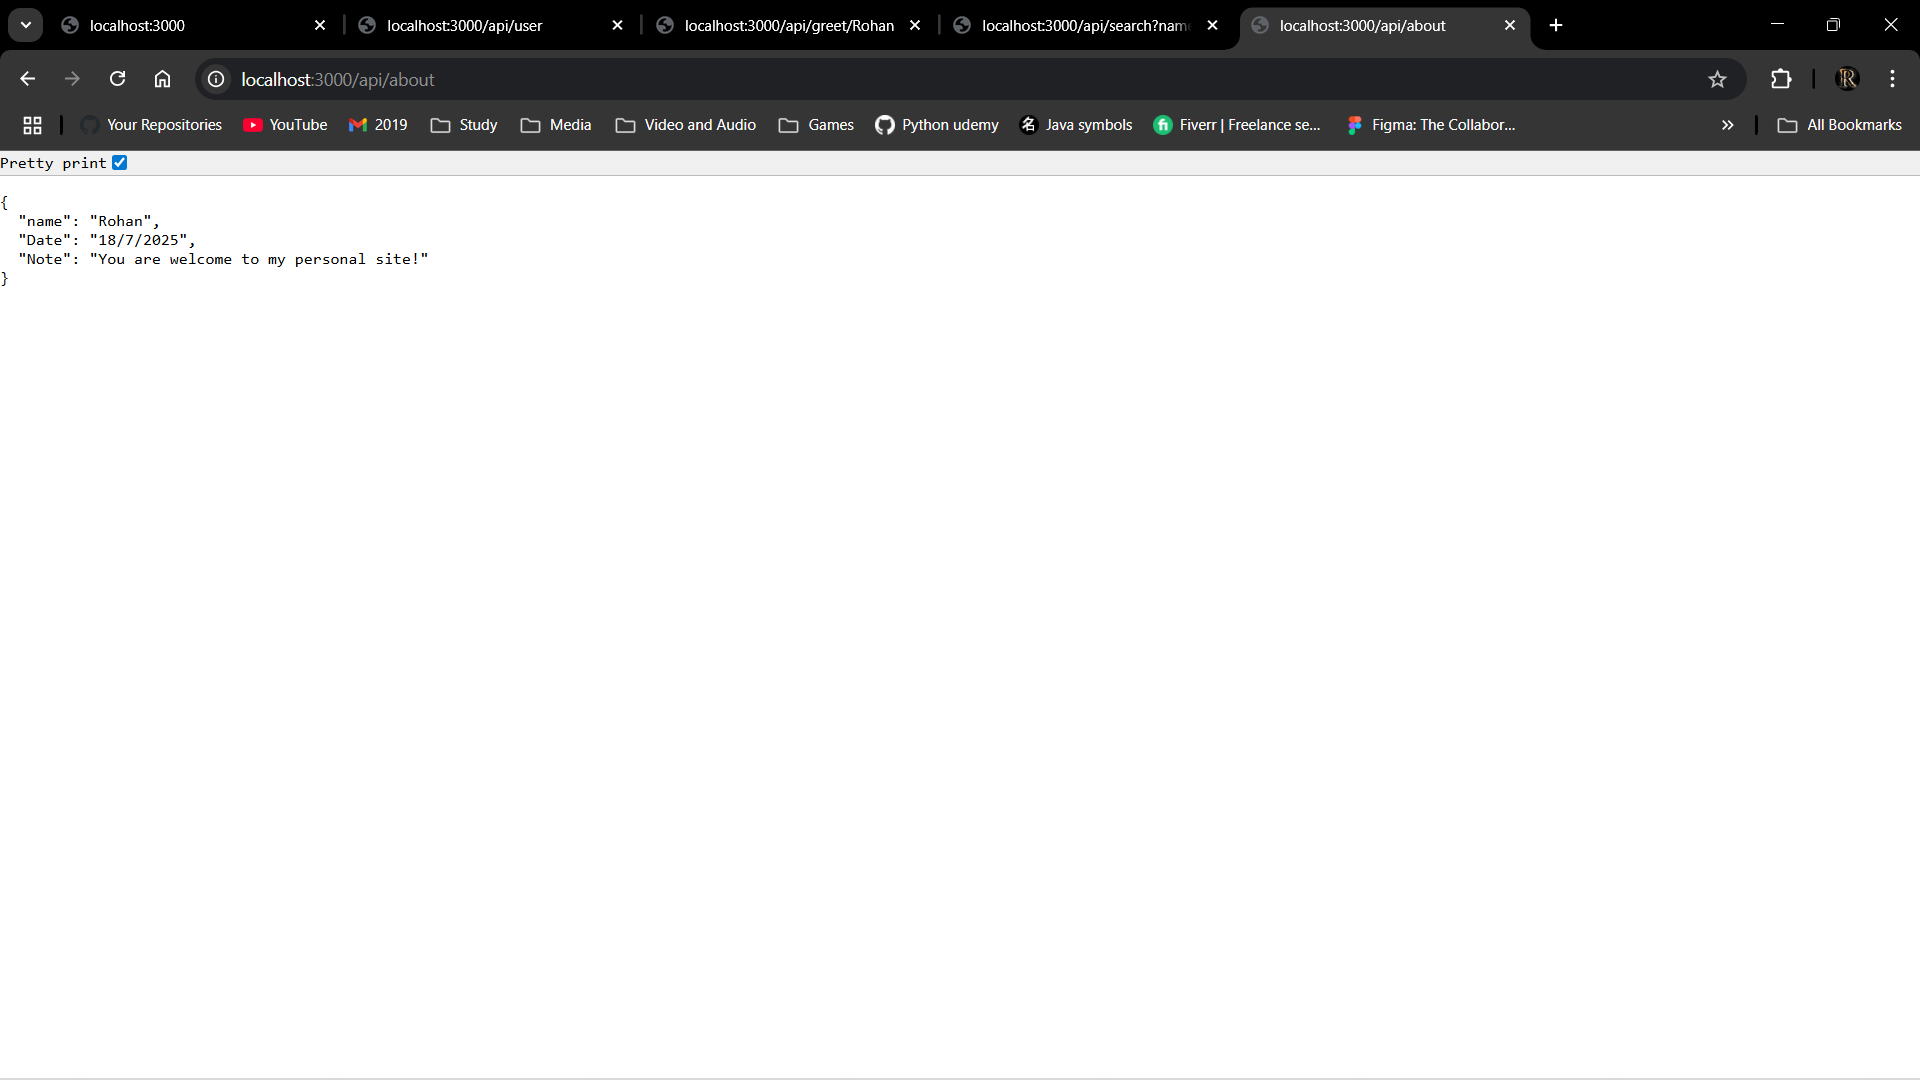 localhost:3000
localhost:3000/api/user
localhost:3000/api/greet/Rohan
localhost:3000/api/search?nam
localhost:3000/api/about
localhost:3000/api/about
Your Repositories
YouTube
2019
Study
Media
Video and Audio
Games
Python udemy
名
Java symbols
fi
Fiverr | Freelance se...
Figma: The Collabor...
All Bookmarks
Pretty print
{
  "name": "Rohan",
  "Date": "18/7/2025",
  "Note": "You are welcome to my personal site!"
}